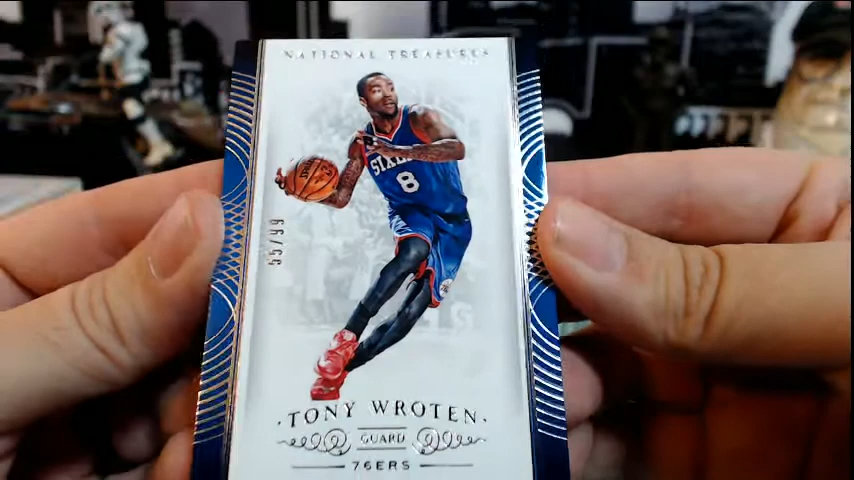 NATIONAL TREASURES
SIXERS
8
55/99
TONY WROTEN
GUARD
76ERS